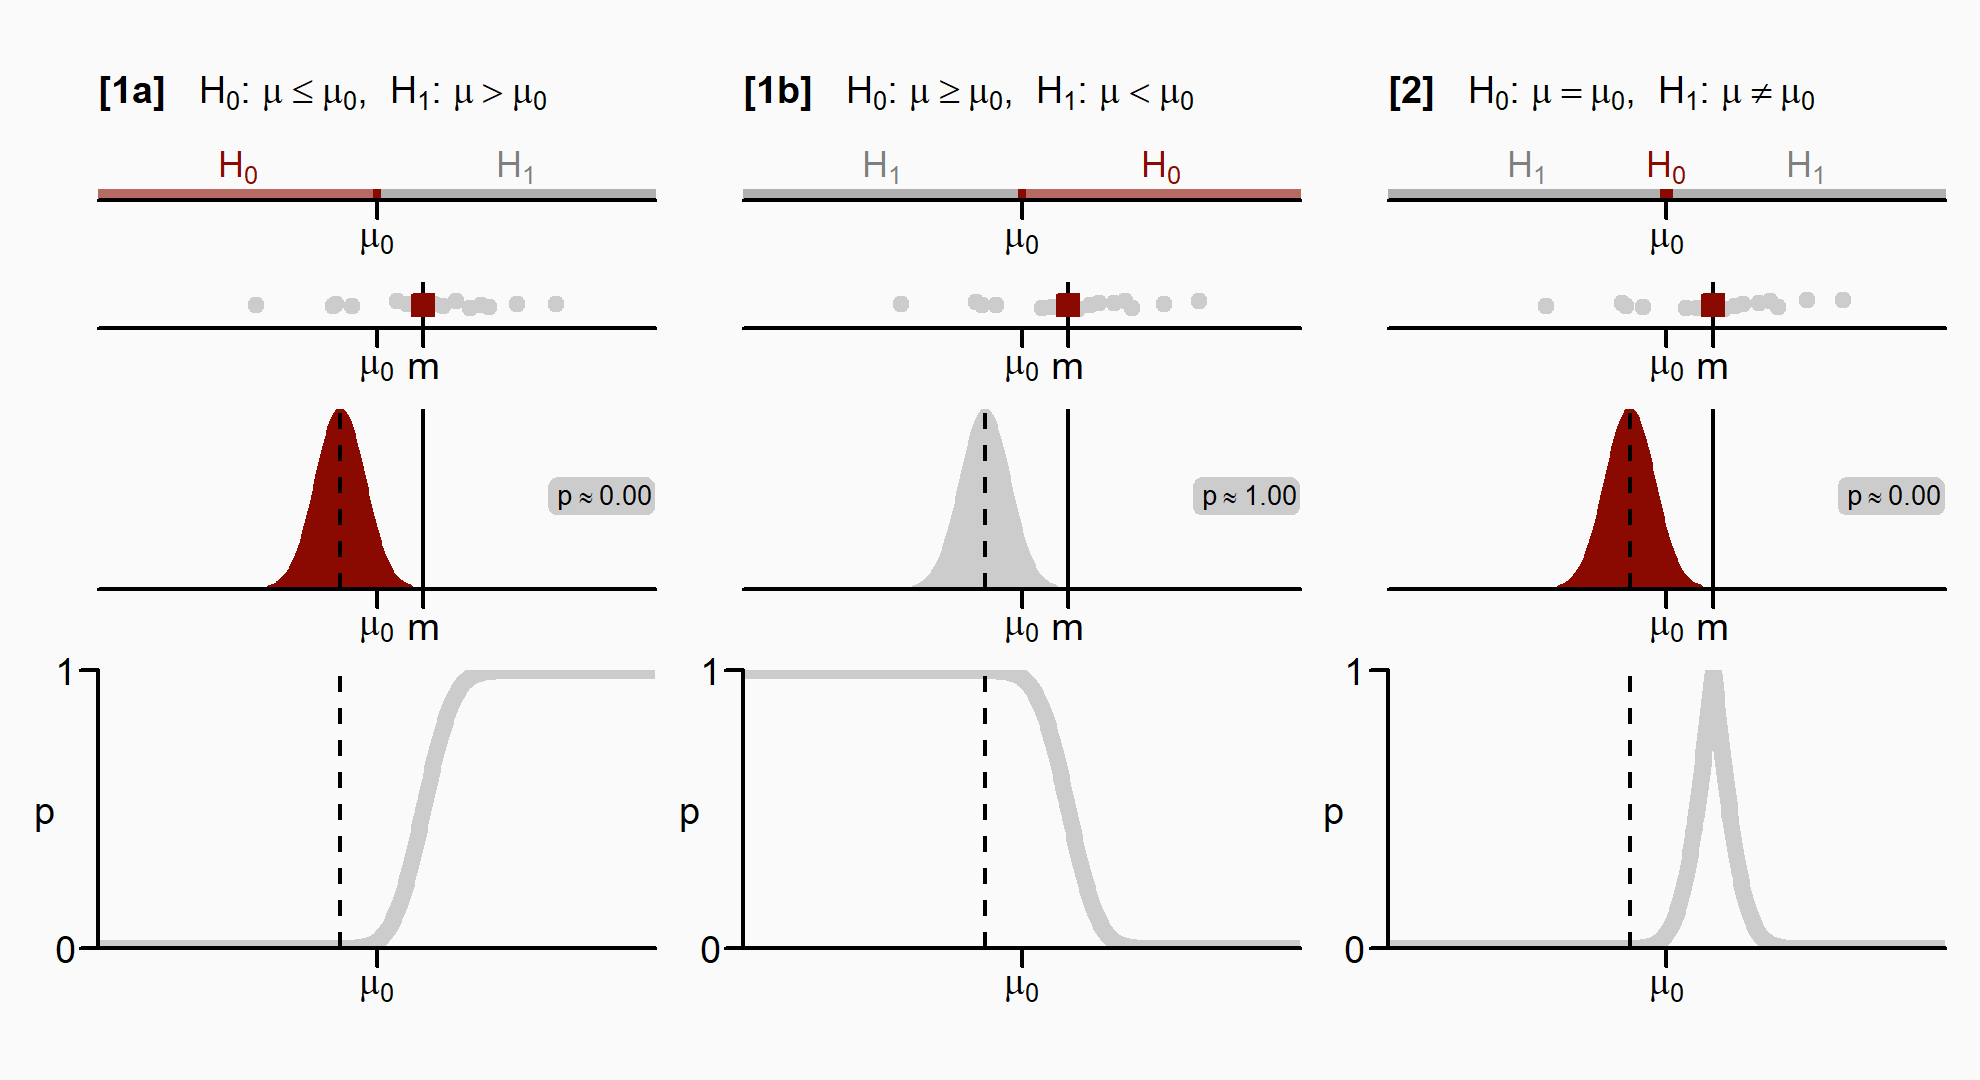 [1a] H₀: μ ≤ μ₀, H₁: μ > μ₀
H₀ H₁
μ₀
μ₀ m
p ≈ 0.00
μ₀ m
1
p
0
μ₀
[1b] H₀: μ ≥ μ₀, H₁: μ < μ₀
H₁ H₀
μ₀
μ₀ m
p ≈ 1.00
μ₀ m
1
p
0
μ₀
[2] H₀: μ = μ₀, H₁: μ ≠ μ₀
H₁ H₀ H₁
μ₀
μ₀ m
p ≈ 0.00
μ₀ m
1
p
0
μ₀